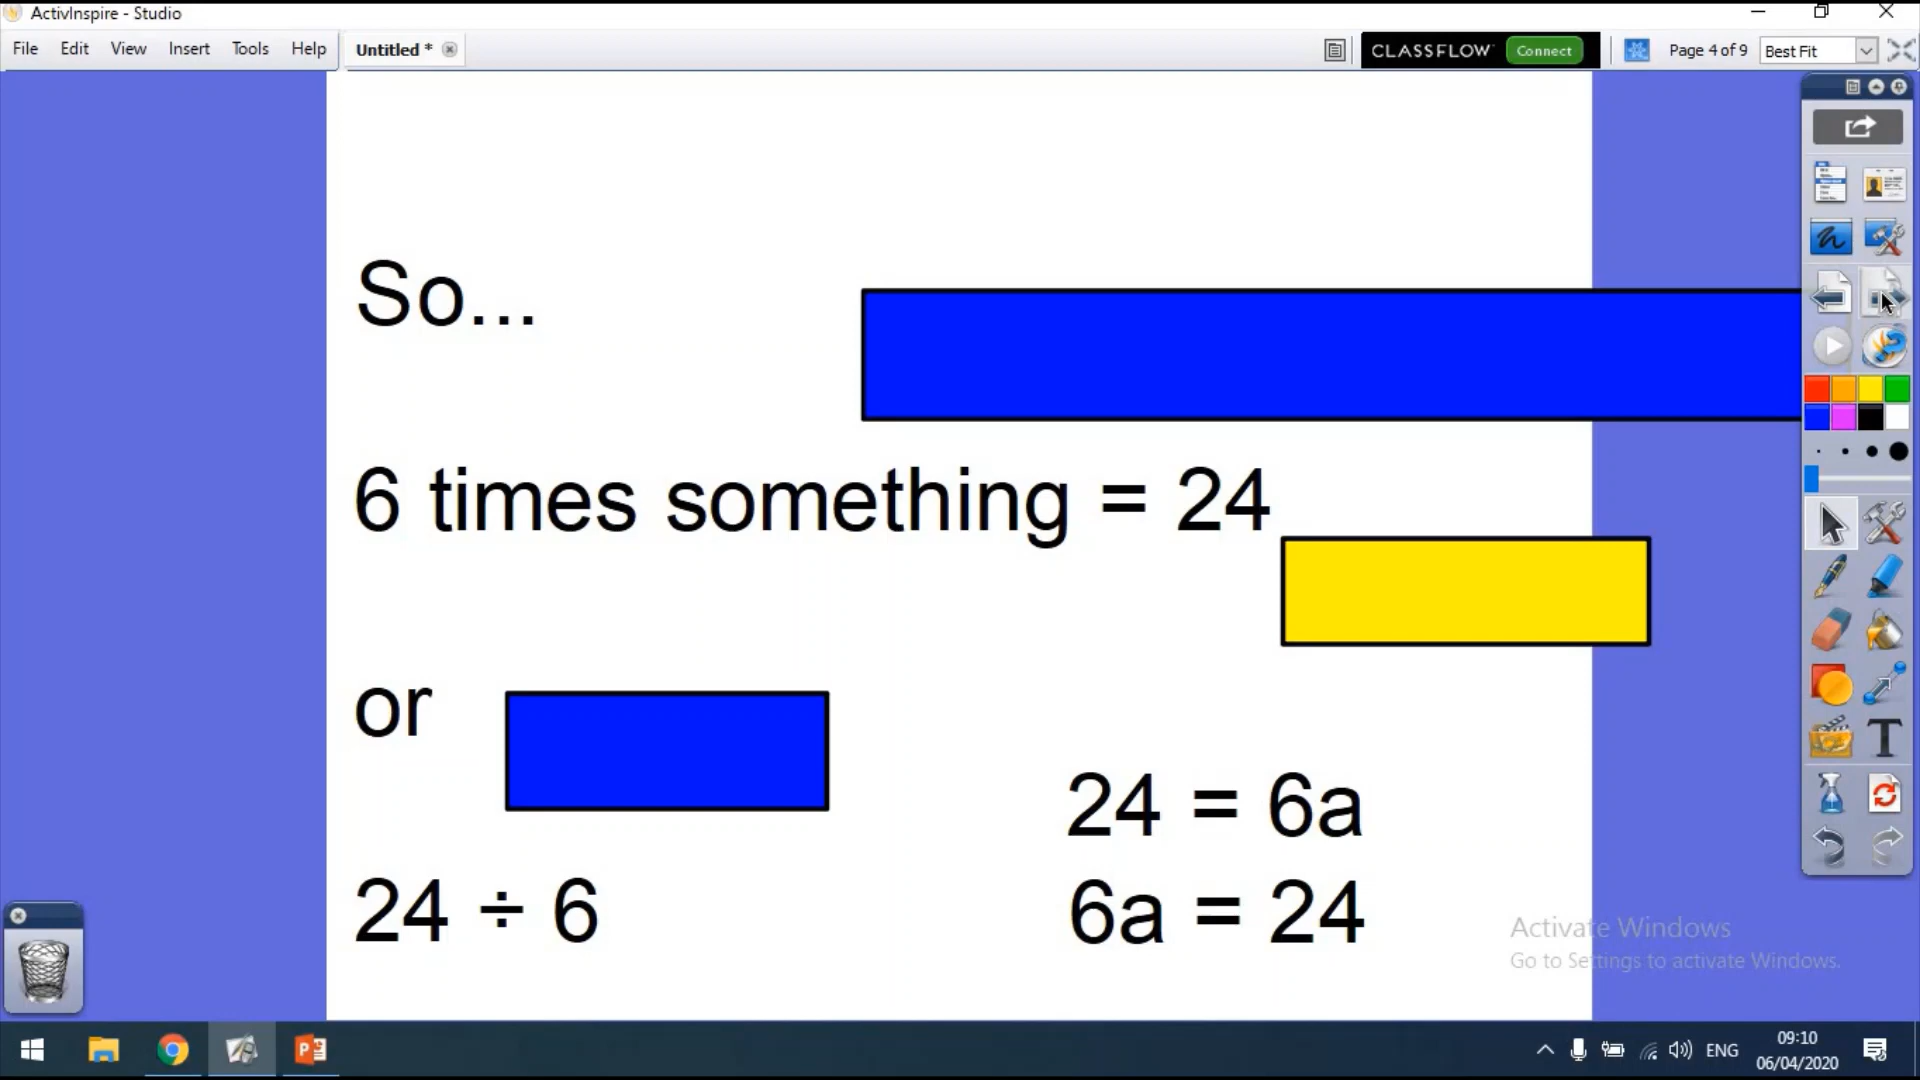 ActivInspire - Studio
File Edit View Insert Tools Help Untitled * CLASSFLOW Connect Page 4 of 9 Best Fit
So...
6 times something = 24
or
24 = 6a
24 ÷ 6
6a = 24
Activate Windows
Go to Settings to activate Windows.
ENG
09:10
06/04/2020